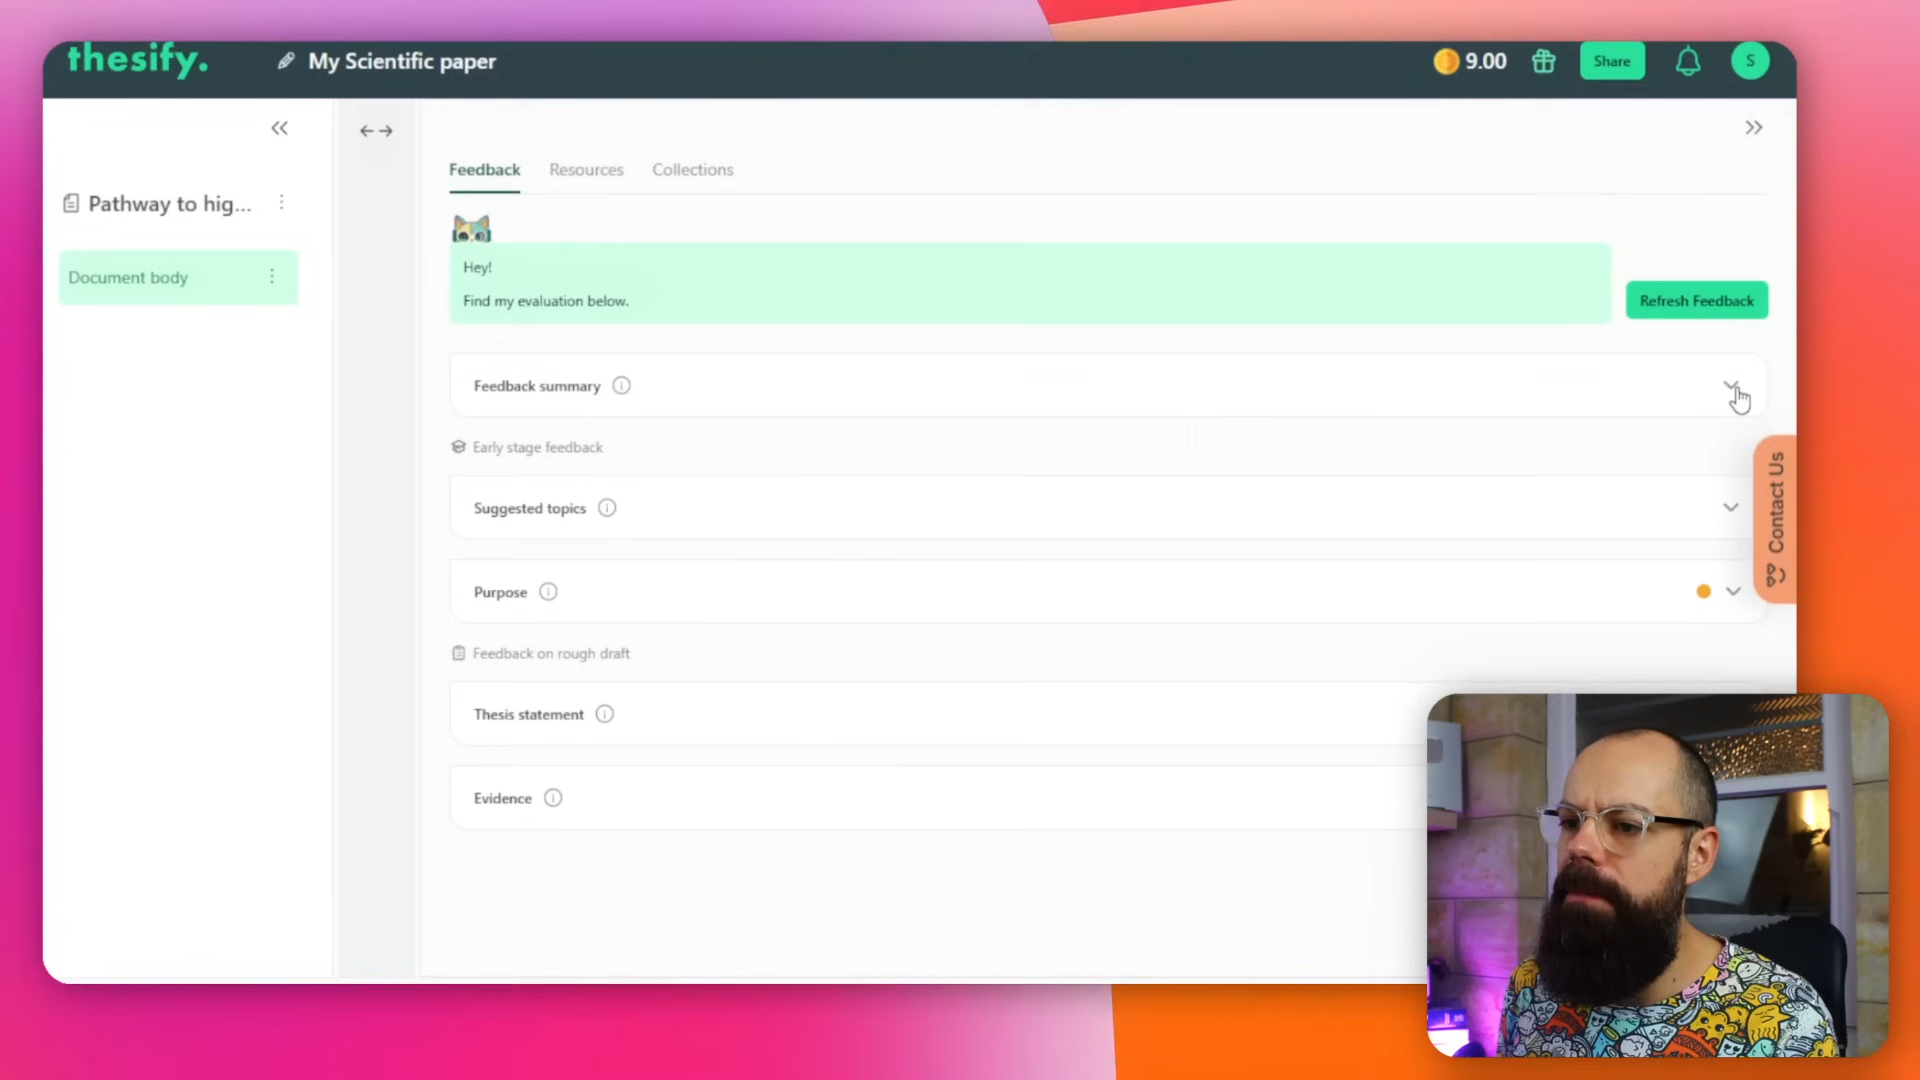 thesify.
My Scientific paper
9.00
Share
S
Pathway to hig...
Document body
Feedback
Resources
Collections
Hey!
Find my evaluation below.
Refresh Feedback
Feedback summary
Early stage feedback
Suggested topics
Purpose
Feedback on rough draft
Thesis statement
Evidence
Contact Us